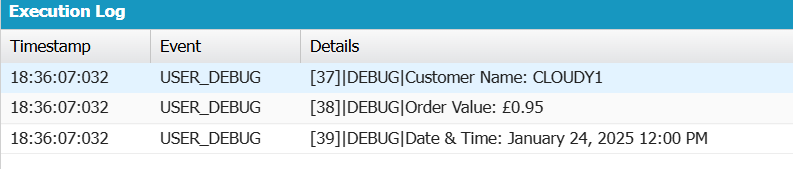 Execution Log
Timestamp Event Details
18:36:07:032 USER_DEBUG [37]|DEBUG|Customer Name: CLOUDY1
18:36:07:032 USER_DEBUG [38]|DEBUG|Order Value: £0.95
18:36:07:032 USER_DEBUG [39]|DEBUG|Date & Time: January 24, 2025 12:00 PM